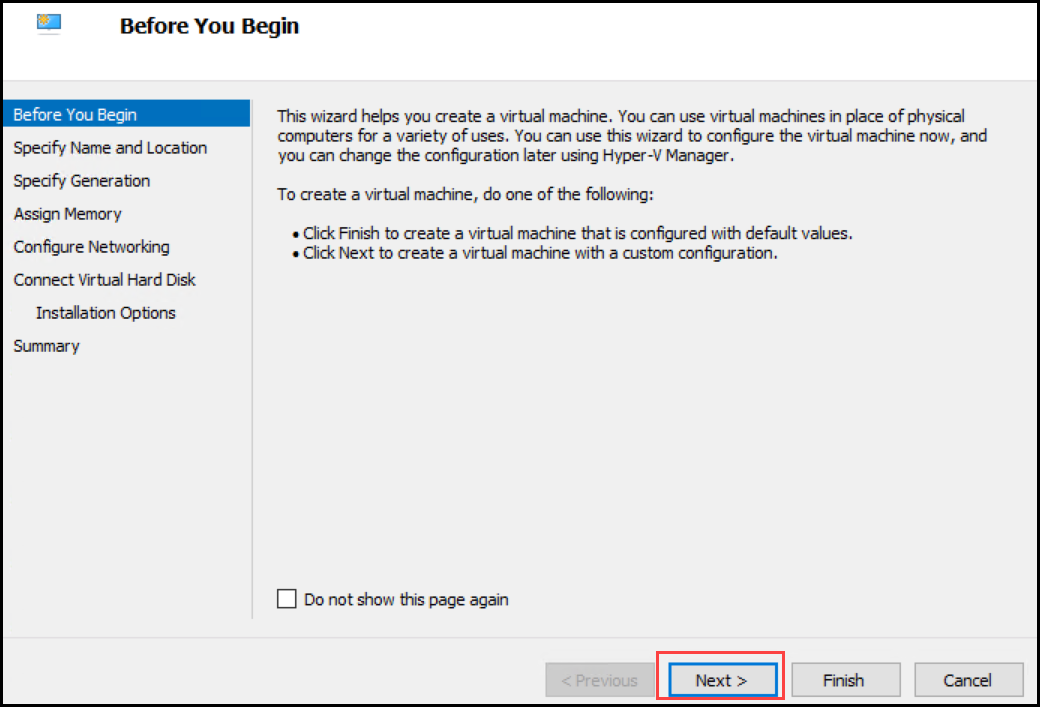 Before You Begin
Before You Begin
Specify Name and Location
Specify Generation
Assign Memory
Configure Networking
Connect Virtual Hard Disk
Installation Options
Summary
This wizard helps you create a virtual machine. You can use virtual machines in place of physical
computers for a variety of uses. You can use this wizard to configure the virtual machine now, and
you can change the configuration later using Hyper-V Manager.
To create a virtual machine, do one of the following:
• Click Finish to create a virtual machine that is configured with default values.
• Click Next to create a virtual machine with a custom configuration.
Do not show this page again
< Previous
Next >
Finish
Cancel